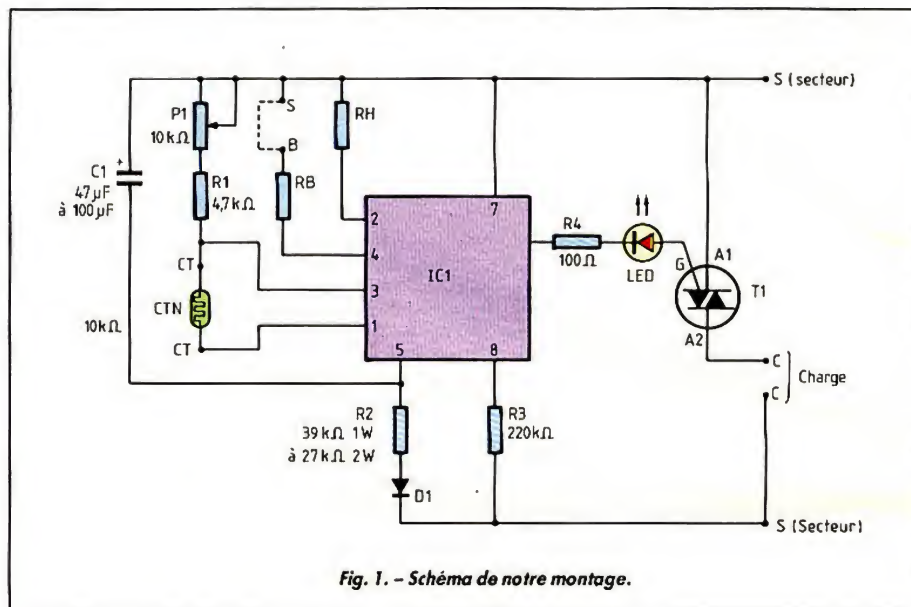 S (secteur)
P1
10kΩ
S
B
RH
C1
+
47µF
à 100µF
R1
4,7kΩ
RB
2
4
3
1
7
IC1
5
8
R4
100Ω
LED
G
A1
T1
A2
CT
CTN
CT
10kΩ
C
C
Charge
R2
39kΩ 1W
à 27kΩ 2W
R3
220kΩ
D1
S (Secteur)
Fig. 1. – Schéma de notre montage.